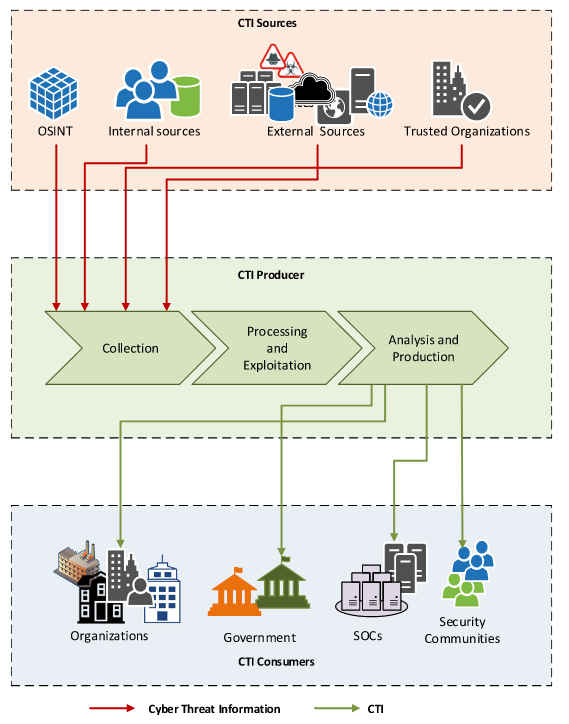 CTI Sources
OSINT
Internal sources
External Sources
Trusted Organizations
CTI Producer
Collection
Processing
and
Exploitation
Analysis and
Production
Organizations
Government
SOCs
Security
Communities
CTI Consumers
Cyber Threat Information
CTI